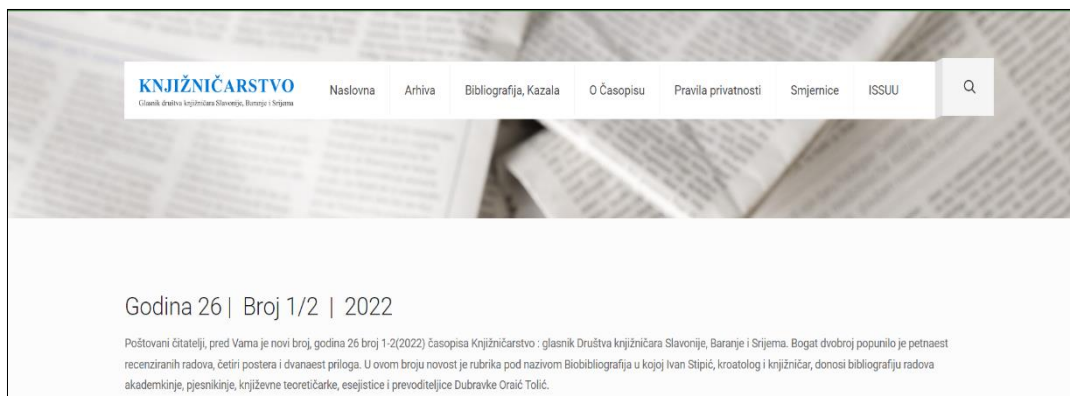 KNJIŽNIČARSTVO
Glasnik društva knjižničara Slavonije, Baranje i Srijema
Naslovna Arhiva Bibliografija, Kazala O Časopisu Pravila privatnosti Smjernice ISSUU
Godina 26 | Broj 1/2 | 2022
Poštovani čitatelji, pred Vama je novi broj, godina 26 broj 1-2(2022) časopisa Knjižničarstvo : glasnik Društva knjižničara Slavonije, Baranje i Srijema. Bogat dvobroj popunilo je petnaest
recenziranih radova, četiri postera i dvanaest priloga. U ovom broju novost je rubrika pod nazivom Biobibliografija u kojoj Ivan Stipić, kroatolog i knjižničar, donosi bibliografiju radova
akademkinje, pjesnikinje, književne teoretičarke, esejistice i prevoditeljice Dubravke Oraić Tolić.